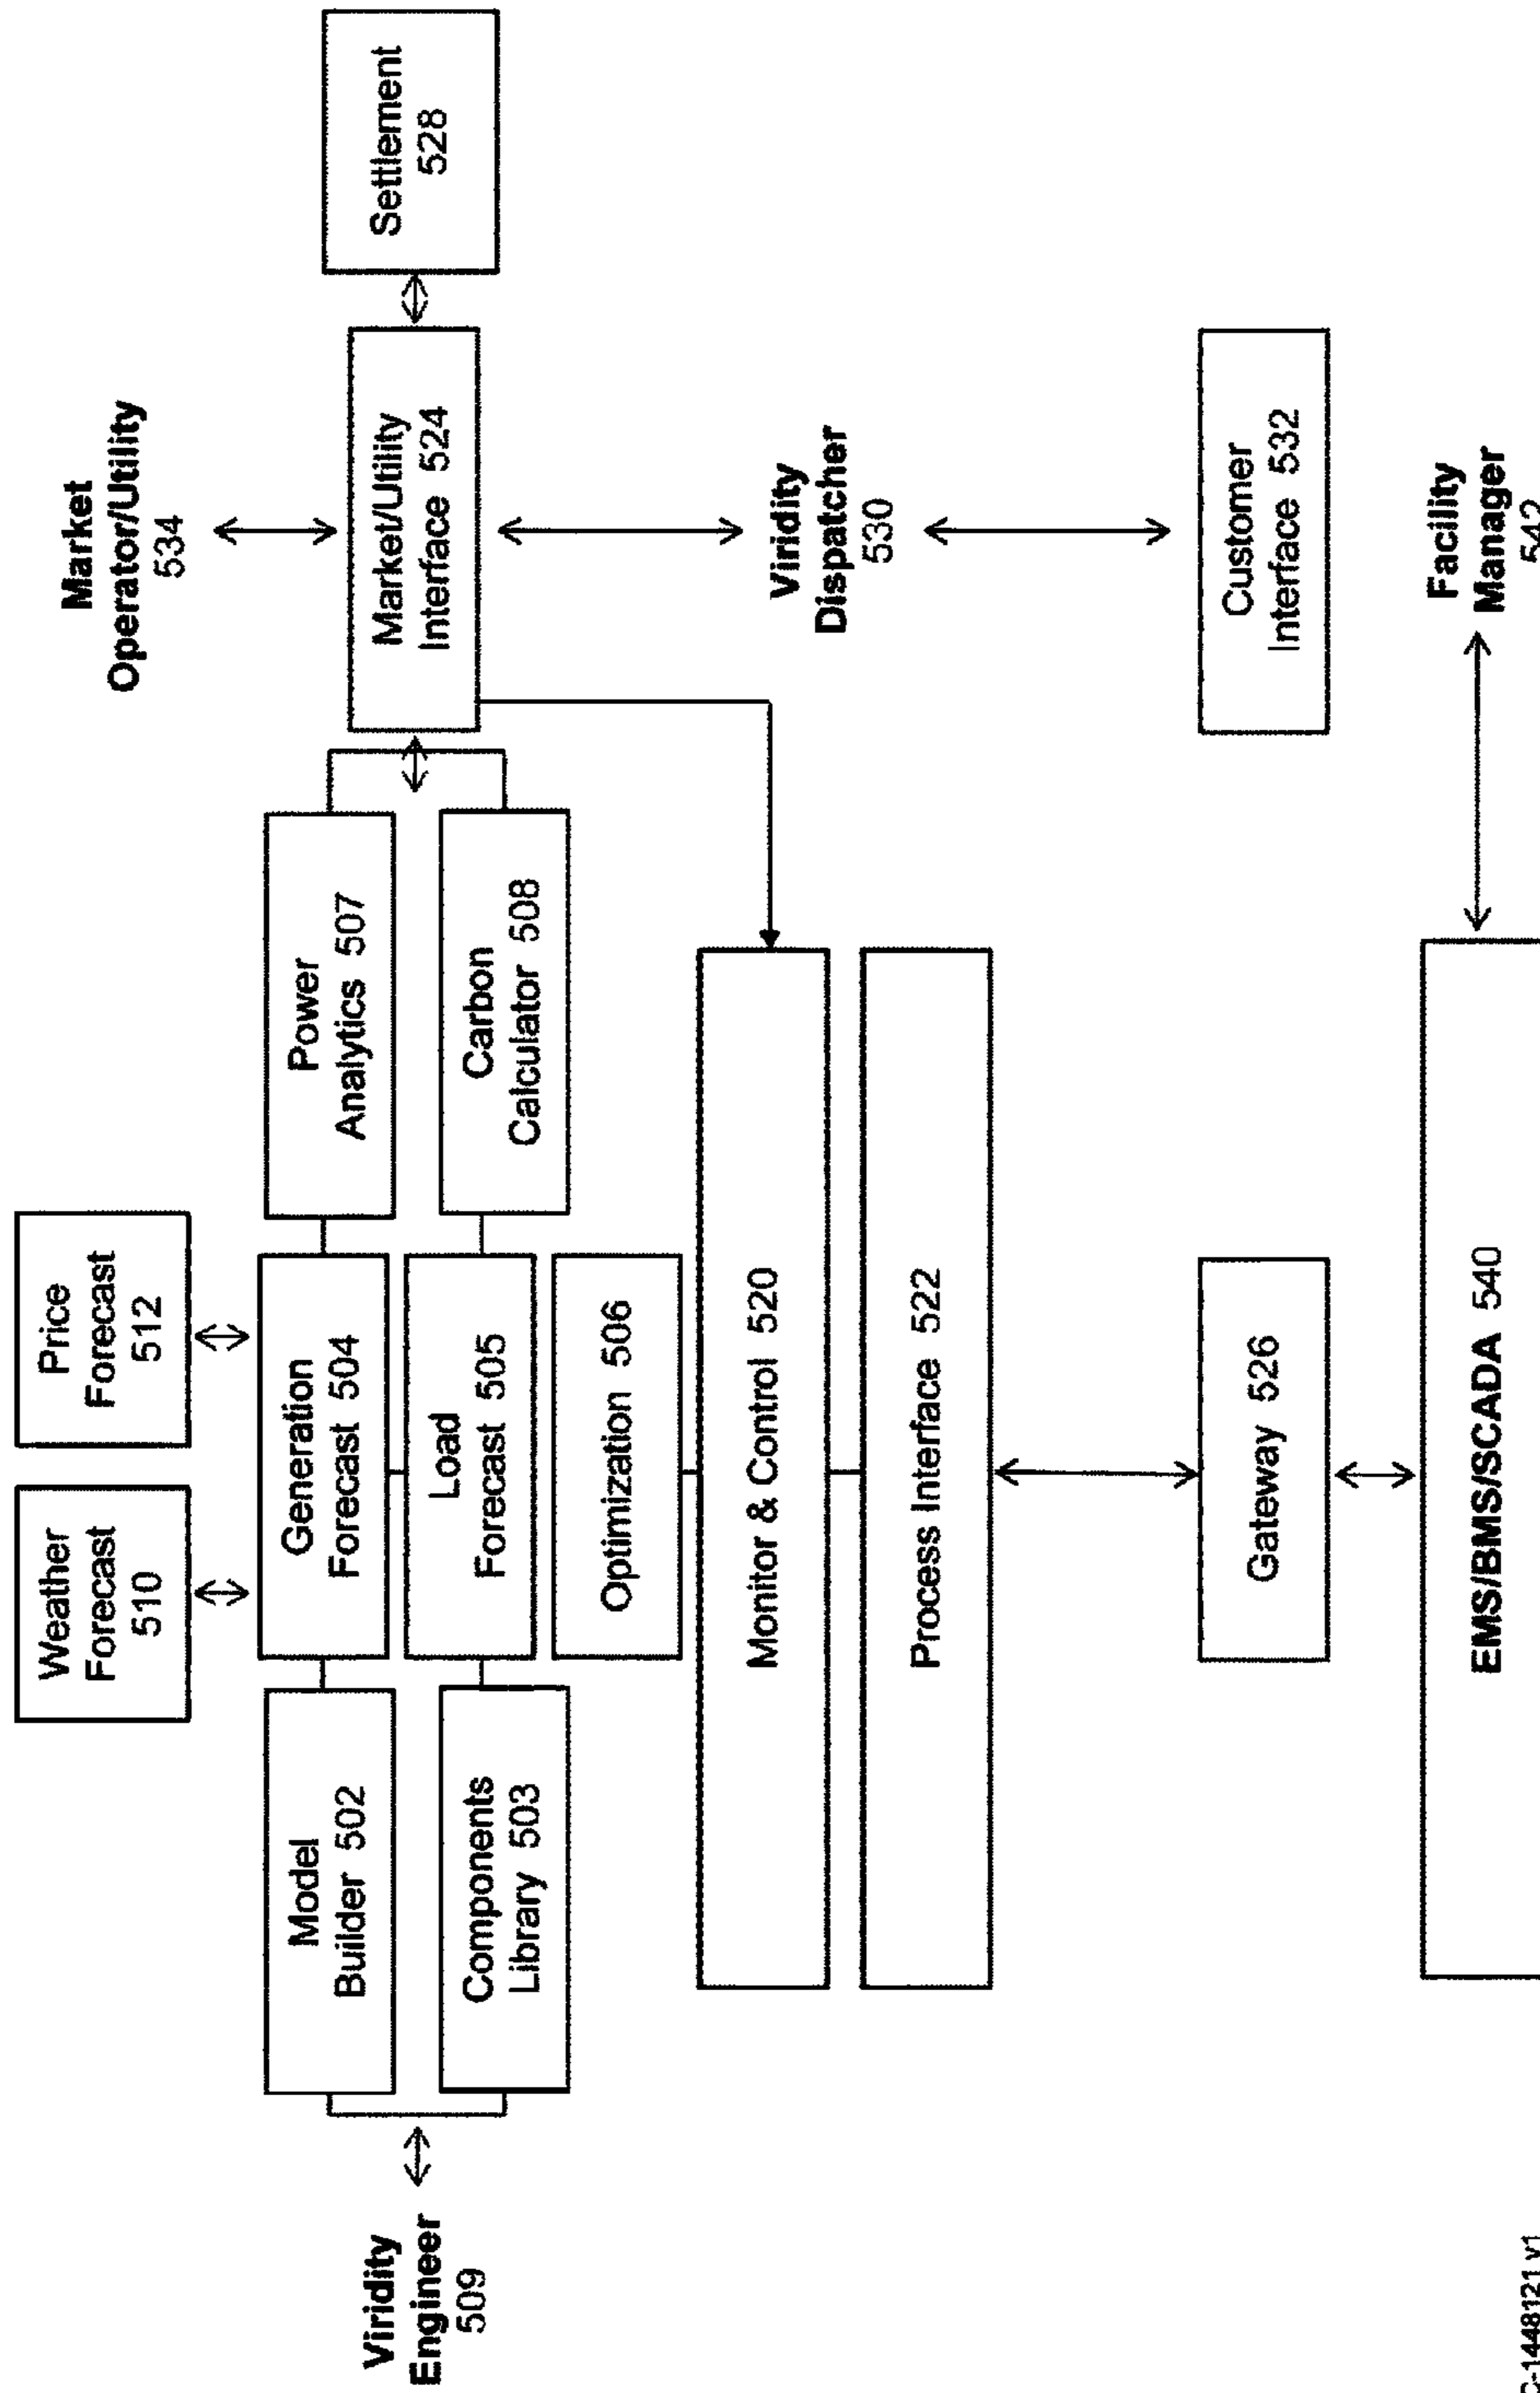 Weather
Forecast
510
Price
Forecast
512
Market
Operator/Utility
534
Viridity
Engineer
509
Model
Builder 502
Generation
Forecast 504
Power
Analytics 507
Market/Utility
Interface 524
Settlement
528
Components
Library 503
Load
Forecast 505
Carbon
Calculator 508
Optimization 506
Monitor & Control 520
Viridity
Dispatcher
530
Process Interface 522
Gateway 526
Customer
Interface 532
EMS/BMS/SCADA 540
Facility
Manager
542
C-1448121 v1